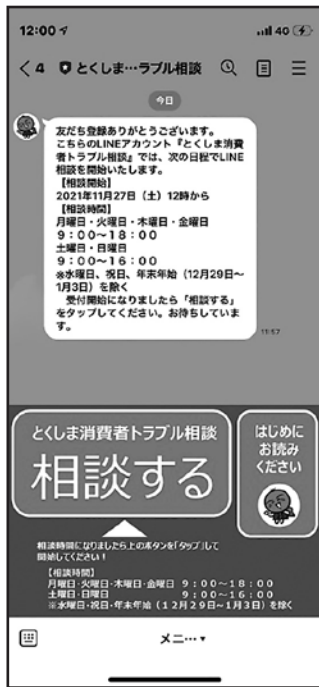 12:00
4G
4 とくしま…ラブル相談
今日
友だち登録ありがとうございます。
こちらのLINEアカウント『とくしま消費
者トラブル相談』では、次の日程でLINE
相談を開始いたします。
【相談開始】
2021年11月27日（土）12時から
【相談時間】
月曜日・火曜日・木曜日・金曜日
９：００～１８：００
土曜日・日曜日
９：００～１６：００
※水曜日、祝日、年末年始（12月29日～
1月3日）を除く
受付開始になりましたら「相談する」
をタップしてください。お待ちしていま
す。
11:57
とくしま消費者トラブル相談
相談する
はじめに
お読み
ください
相談時間になりましたら上のボタンを「タップ」して
開始してください！
【相談時間】
月曜日・火曜日・木曜日・金曜日 ９：００～１８：００
土曜日・日曜日 ９：００～１６：００
※水曜日・祝日・年末年始（１２月２９日～１月３日）を除く
メニ… ▾